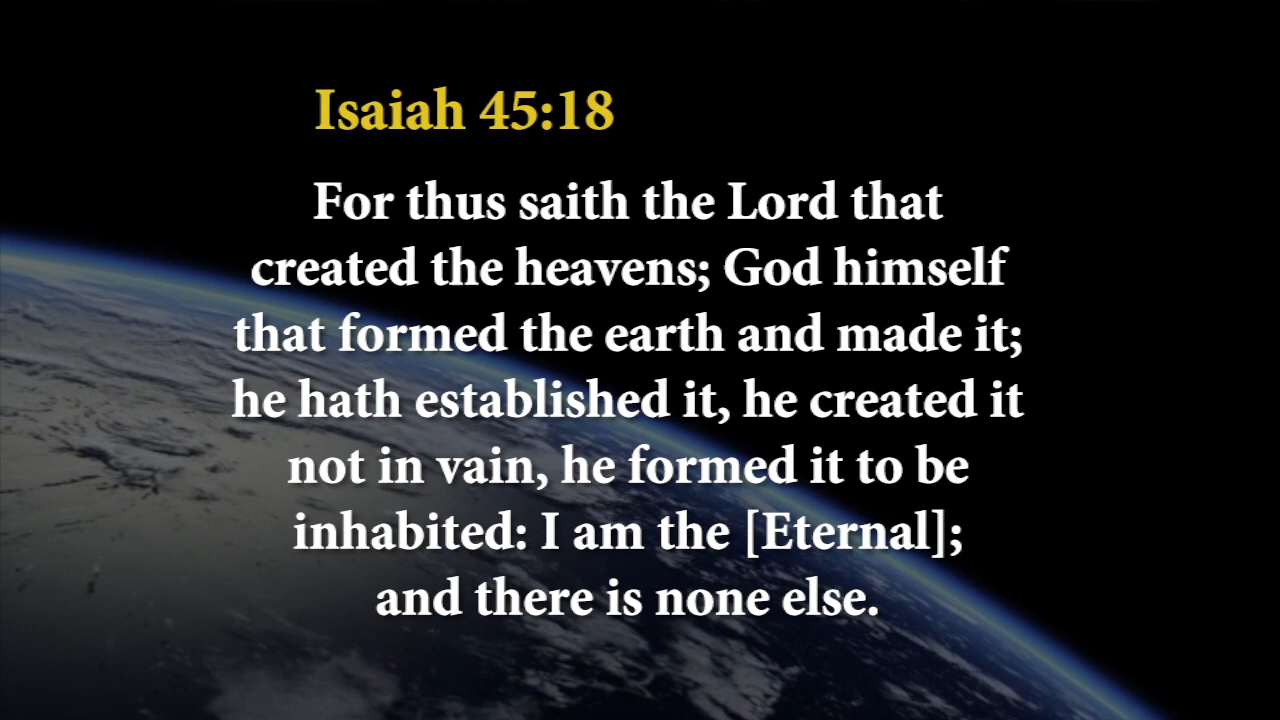 Isaiah 45:18
For thus saith the Lord that
created the heavens; God himself
that formed the earth and made it;
he hath established it, he created it
not in vain, he formed it to be
inhabited: I am the [Eternal];
and there is none else.